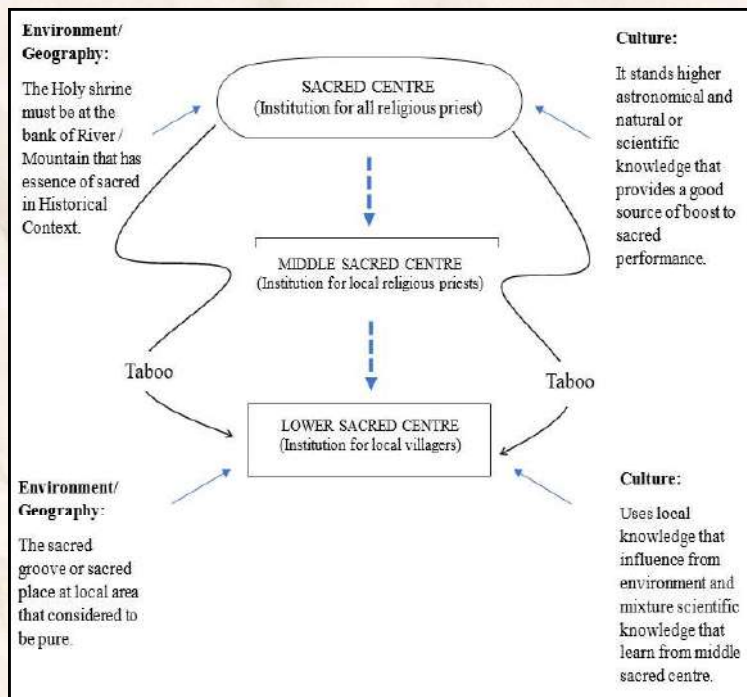 Environment/
Geography:
The Holy shrine
must be at the
bank of River /
Mountain that has
essence of sacred
in Historical
Context.
SACRED CENTRE
(Institution for all religious priest)
Culture:
It stands higher
astronomical and
natural or
scientific
knowledge that
provides a good
source of boost to
sacred
performance.
MIDDLE SACRED CENTRE
(Institution for local religious priests)
Taboo
Taboo
LOWER SACRED CENTRE
(Institution for local villagers)
Environment/
Geography:
The sacred
groove or sacred
place at local area
that considered to
be pure.
Culture:
Uses local
knowledge that
influence from
environment and
mixture scientific
knowledge that
learn from middle
sacred centre.